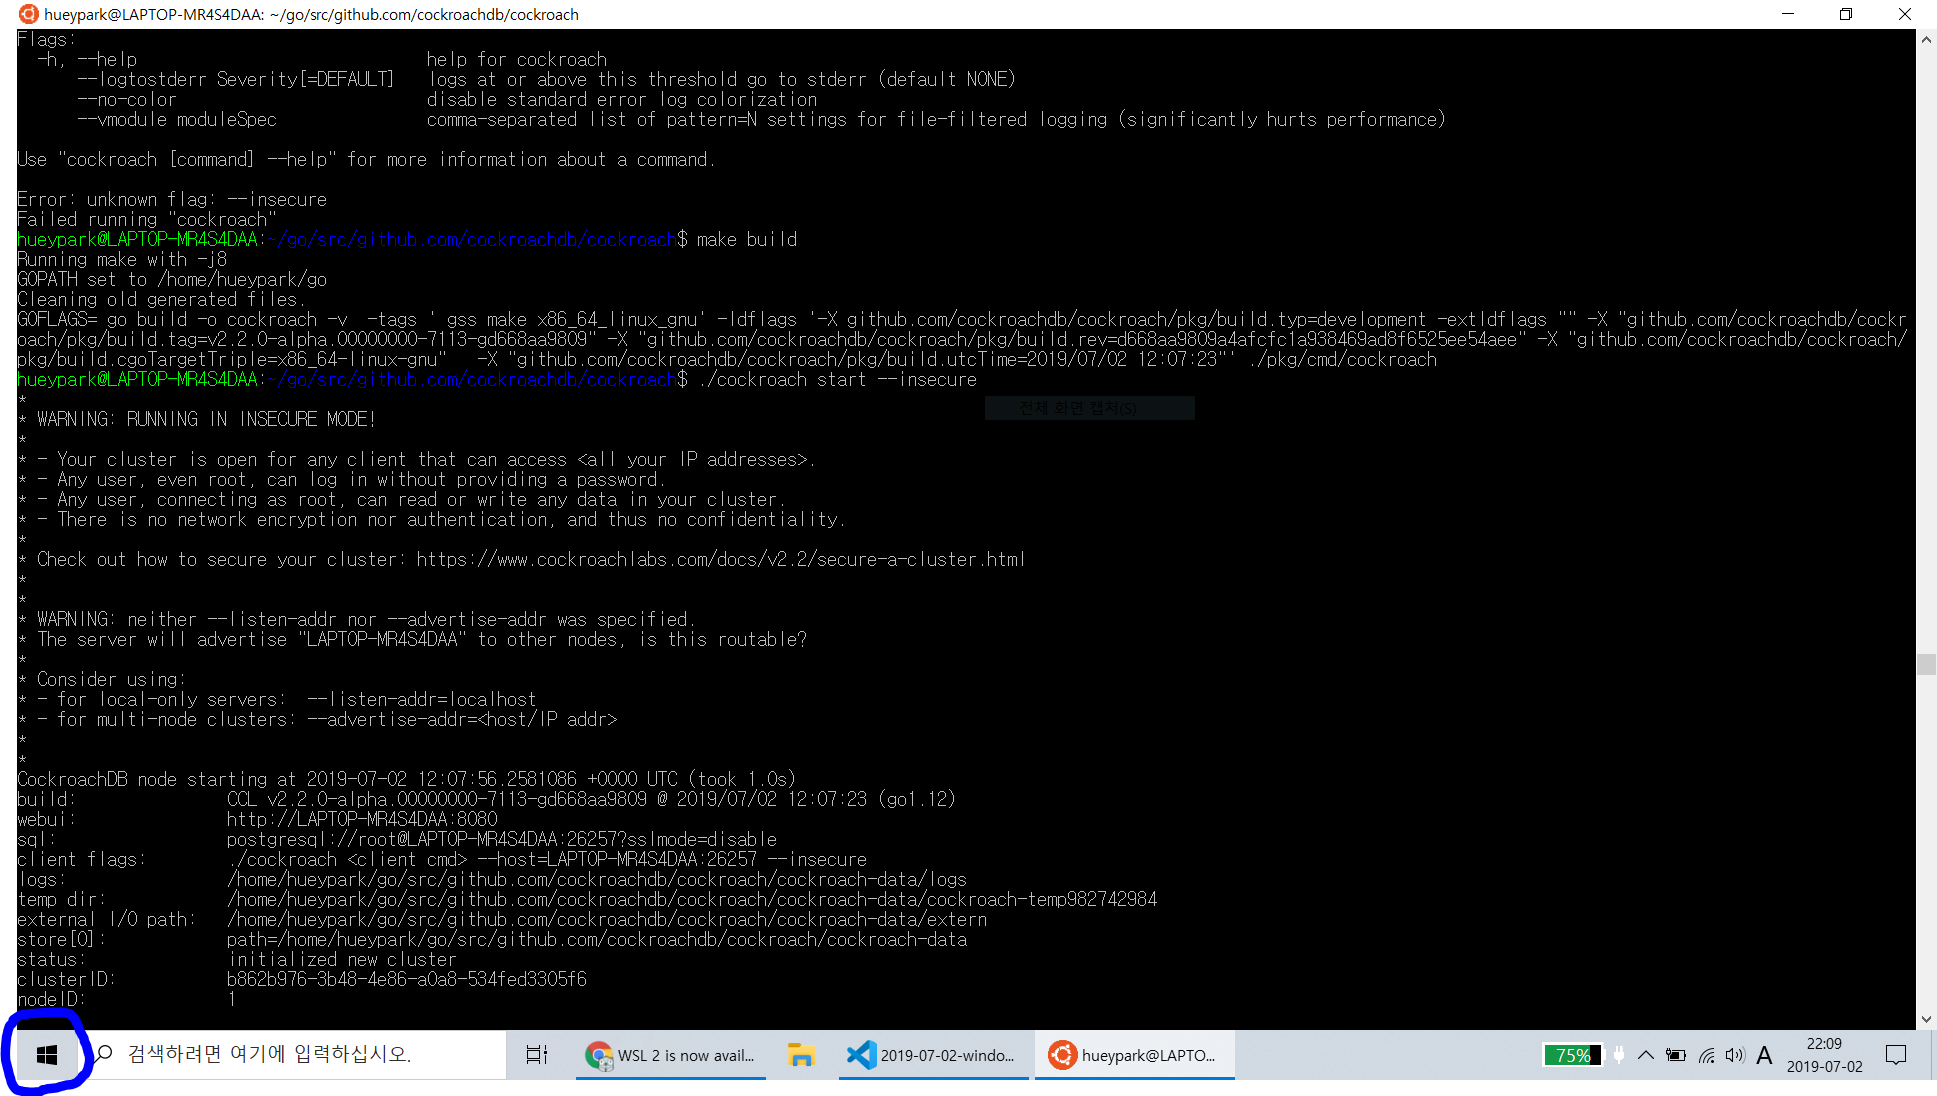 hueypark@LAPTOP-MR4S4DAA: ~/go/src/github.com/cockroachdb/cockroach
Flags:
  -h, --help                             help for cockroach
      --logtostderr Severity[=DEFAULT]   logs at or above this threshold go to stderr (default NONE)
      --no-color                         disable standard error log colorization
      --vmodule moduleSpec               comma-separated list of pattern=N settings for file-filtered logging (significantly hurts performance)
Use "cockroach [command] --help" for more information about a command.
Error: unknown flag: --insecure
Failed running "cockroach"
hueypark@LAPTOP-MR4S4DAA:~/go/src/github.com/cockroachdb/cockroach$ make build
Running make with -j8
GOPATH set to /home/hueypark/go
Cleaning old generated files.
GOFLAGS= go build -o cockroach -v  -tags ' gss make x86_64_linux_gnu' -ldflags '-X github.com/cockroachdb/cockroach/pkg/build.typ=development -extldflags "" -X "github.com/cockroachdb/cockr
oach/pkg/build.tag=v2.2.0-alpha.00000000-7113-gd668aa9809" -X "github.com/cockroachdb/cockroach/pkg/build.rev=d668aa9809a4afcfc1a938469ad8f6525ee54aee" -X "github.com/cockroachdb/cockroach/
pkg/build.cgoTargetTriple=x86_64-linux-gnu"   -X "github.com/cockroachdb/cockroach/pkg/build.utcTime=2019/07/02 12:07:23"' ./pkg/cmd/cockroach
hueypark@LAPTOP-MR4S4DAA:~/go/src/github.com/cockroachdb/cockroach$ ./cockroach start --insecure
*
전체 화면 캡처(S)
* WARNING: RUNNING IN INSECURE MODE!
*
* - Your cluster is open for any client that can access <all your IP addresses>.
* - Any user, even root, can log in without providing a password.
* - Any user, connecting as root, can read or write any data in your cluster.
* - There is no network encryption nor authentication, and thus no confidentiality.
*
* Check out how to secure your cluster: https://www.cockroachlabs.com/docs/v2.2/secure-a-cluster.html
*
*
* WARNING: neither --listen-addr nor --advertise-addr was specified.
* The server will advertise "LAPTOP-MR4S4DAA" to other nodes, is this routable?
*
* Consider using:
* - for local-only servers:  --listen-addr=localhost
* - for multi-node clusters: --advertise-addr=<host/IP addr>
*
*
CockroachDB node starting at 2019-07-02 12:07:56.2581086 +0000 UTC (took 1.0s)
build:               CCL v2.2.0-alpha.00000000-7113-gd668aa9809 @ 2019/07/02 12:07:23 (go1.12)
webui:               http://LAPTOP-MR4S4DAA:8080
sql:                 postgresql://root@LAPTOP-MR4S4DAA:26257?sslmode=disable
client flags:        ./cockroach <client cmd> --host=LAPTOP-MR4S4DAA:26257 --insecure
logs:                /home/hueypark/go/src/github.com/cockroachdb/cockroach/cockroach-data/logs
temp dir:            /home/hueypark/go/src/github.com/cockroachdb/cockroach/cockroach-data/cockroach-temp982742984
external I/O path:   /home/hueypark/go/src/github.com/cockroachdb/cockroach/cockroach-data/extern
store[0]:            path=/home/hueypark/go/src/github.com/cockroachdb/cockroach/cockroach-data
status:              initialized new cluster
clusterID:           b862b976-3b48-4e86-a0a8-534fed3305f6
nodeID:              1
검색하려면 여기에 입력하십시오.
WSL 2 is now avail...
2019-07-02-windo...
hueypark@LAPTO...
75%
A
22:09
2019-07-02